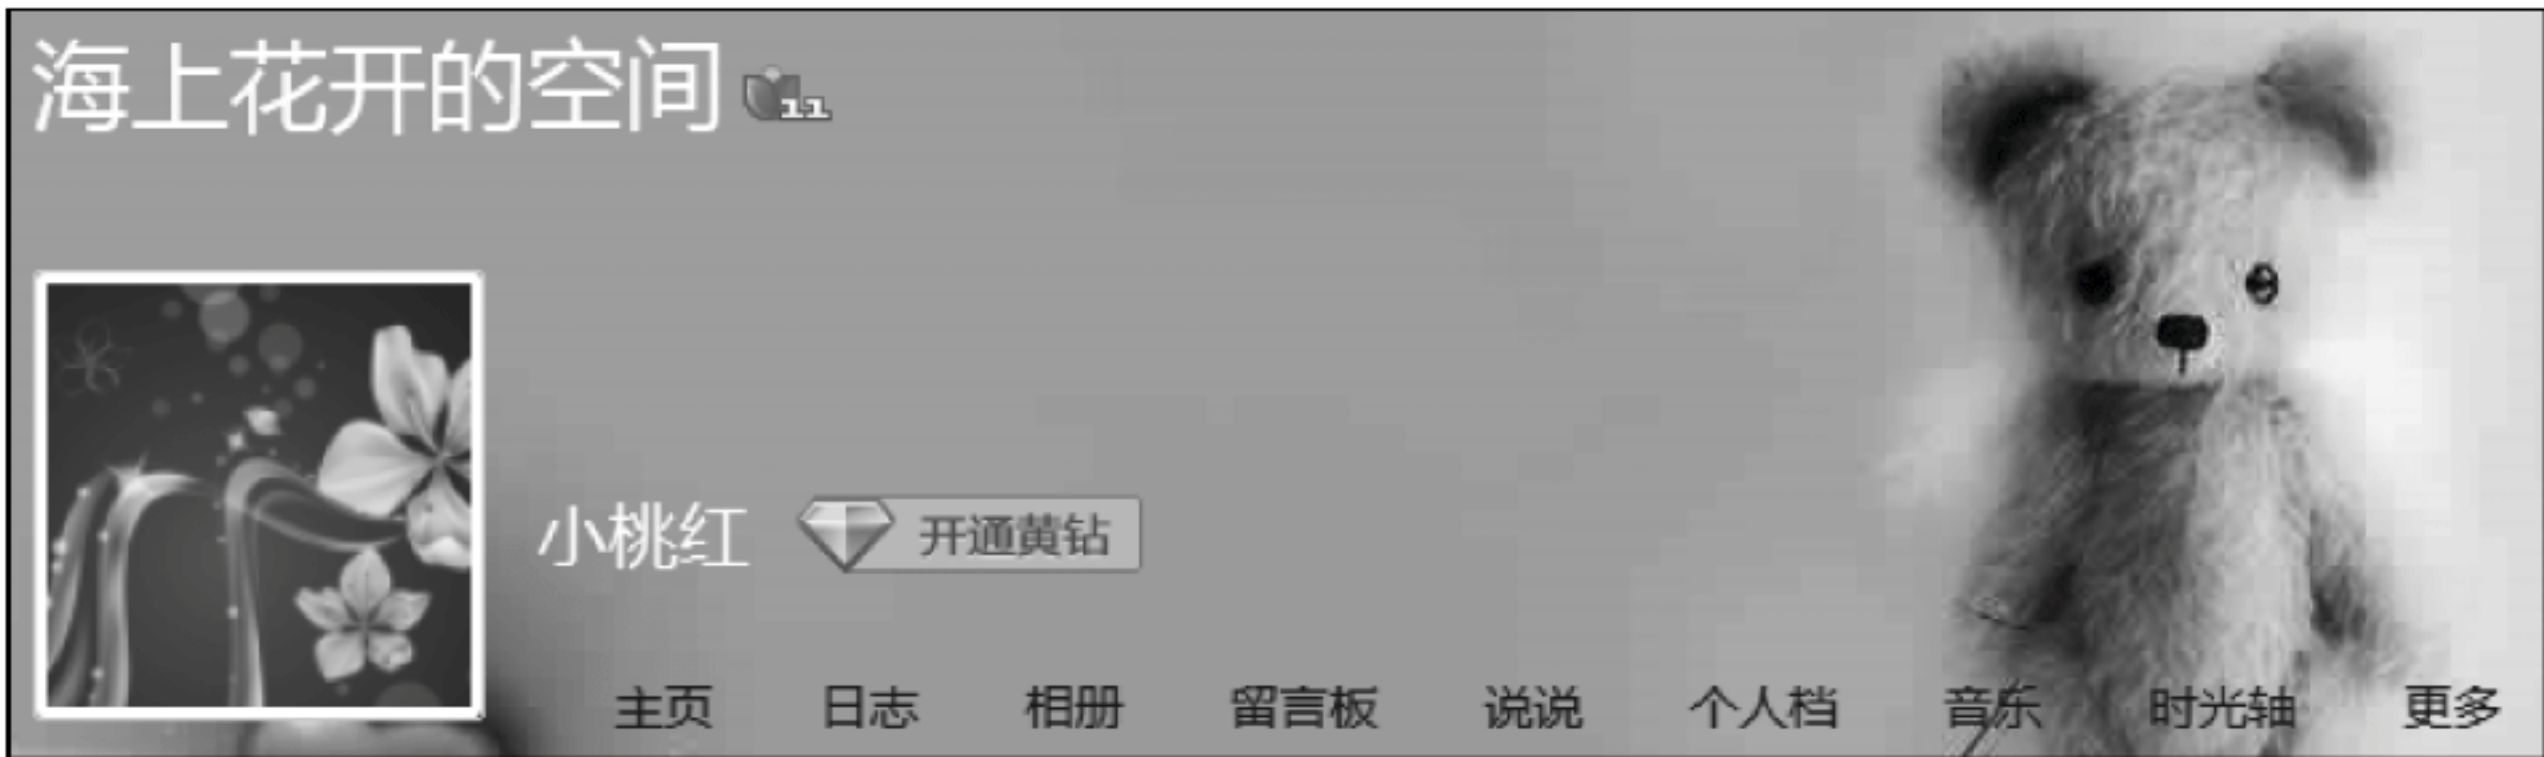 海上花开的空间 11
小桃红 开通黄钻
主页 日志 相册 留言板 说说 个人档 音乐 时光轴 更多